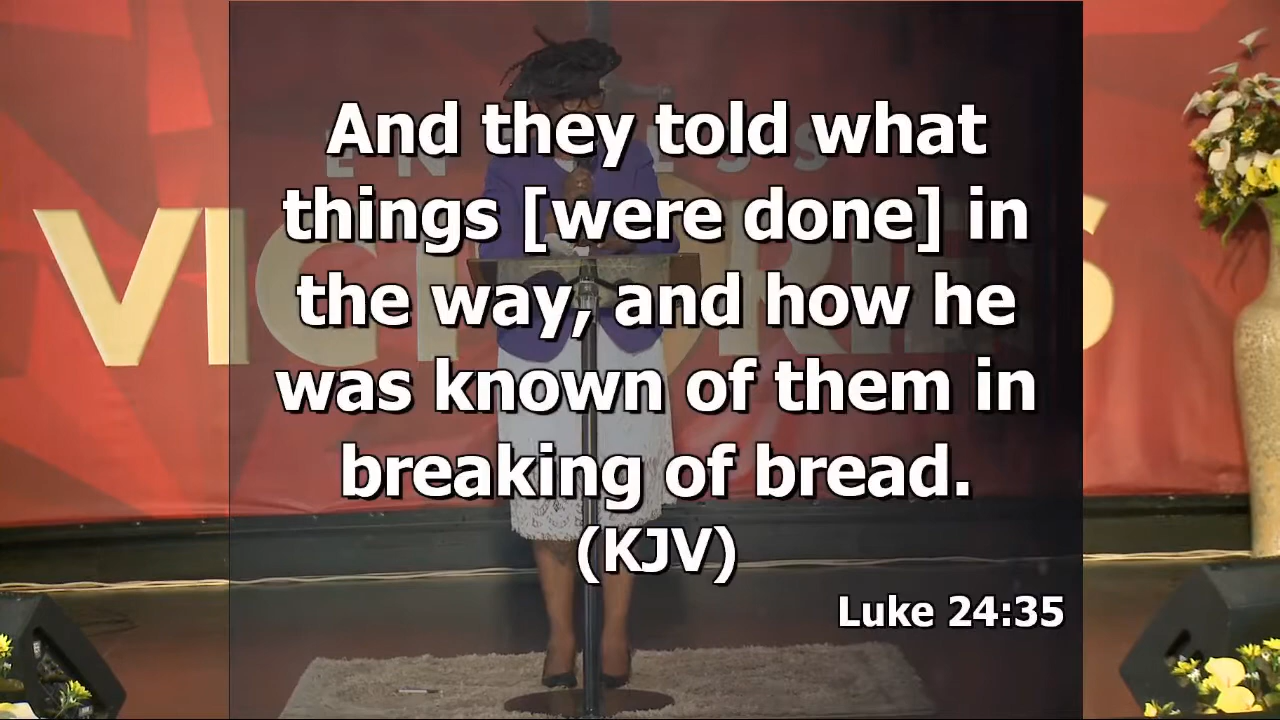 And they told what
things [were done] in
the way, and how he
was known of them in
breaking of bread.
(KJV)
Luke 24:35
VICTORIES